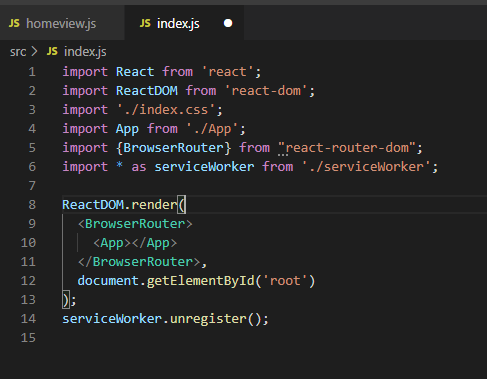 JS homeview.js JS index.js
src > JS index.js
1 import React from 'react';
2 import ReactDOM from 'react-dom';
3 import './index.css';
4 import App from './App';
5 import {BrowserRouter} from "react-router-dom";
6 import * as serviceWorker from './serviceWorker';
7
8 ReactDOM.render(
9 <BrowserRouter>
10 <App></App>
11 </BrowserRouter>,
12 document.getElementById('root')
13 );
14 serviceWorker.unregister();
15